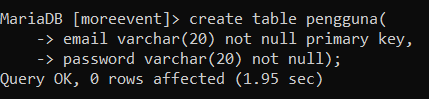 MariaDB [moreevent]> create table pengguna(
    -> email varchar(20) not null primary key,
    -> password varchar(20) not null);
Query OK, 0 rows affected (1.95 sec)